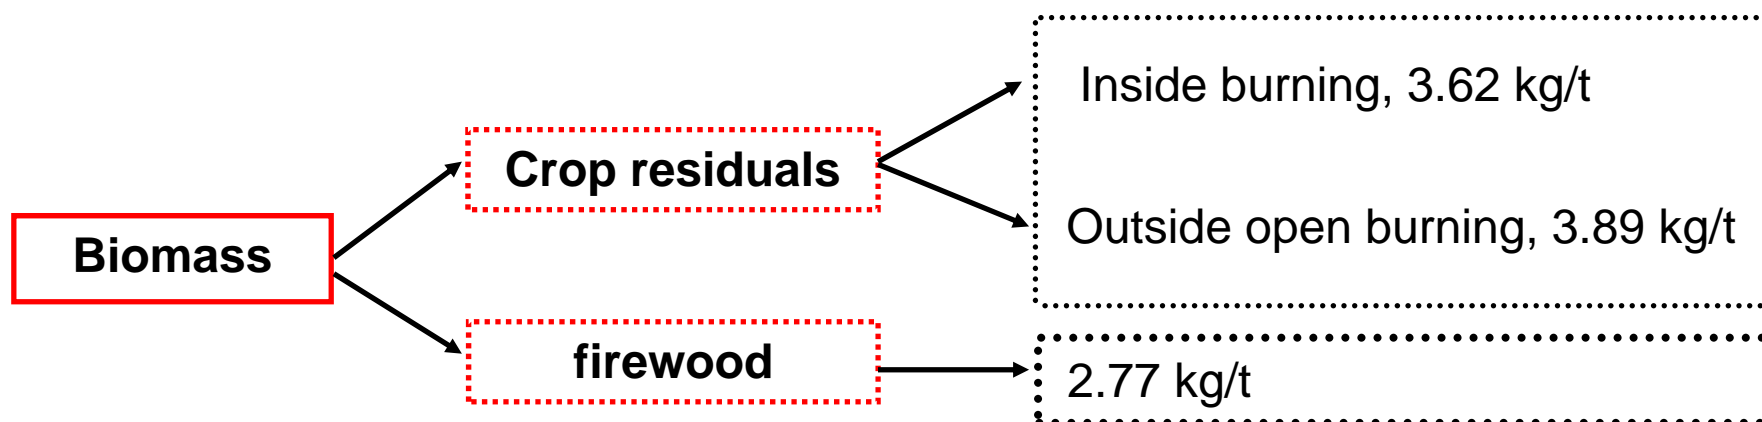 Biomass
Crop residuals
firewood
Inside burning, 3.62 kg/t
Outside open burning, 3.89 kg/t
2.77 kg/t